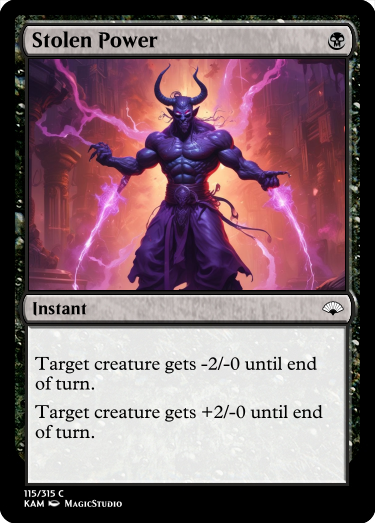 Stolen Power
Instant
Target creature gets -2/-0 until end
of turn.
Target creature gets +2/-0 until end
of turn.
115/315 C
KAM MagicStudio